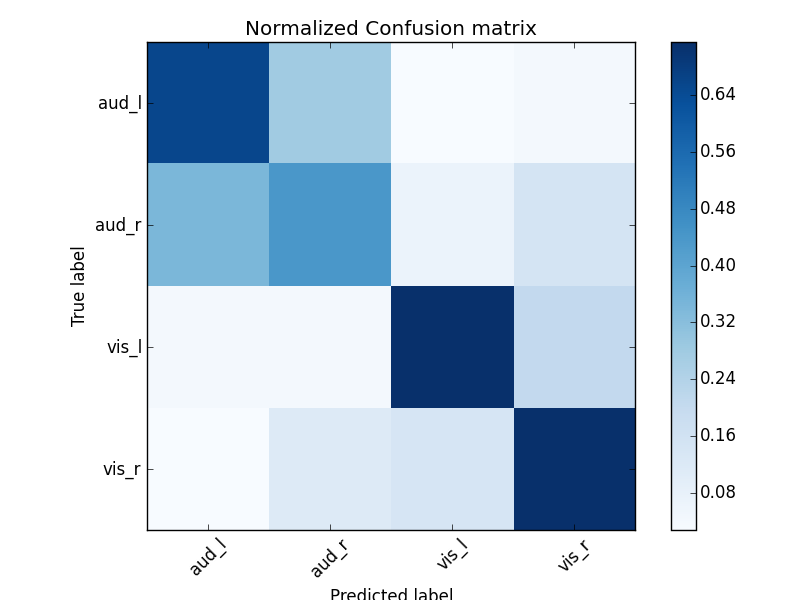 Normalized Confusion matrix
aud_l
aud_r
vis_l
vis_r
True label
aud_l
aud_r
vis_l
vis_r
Predicted label
0.64
0.56
0.48
0.40
0.32
0.24
0.16
0.08